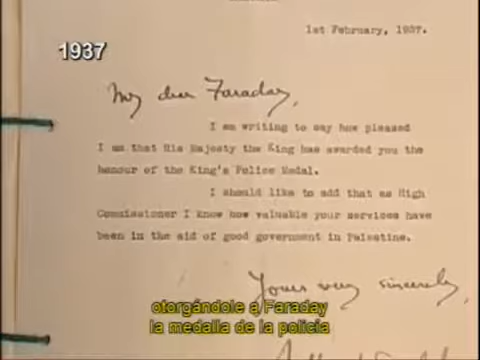 1st February, 1937.
1937
My dear Faraday,
I am writing to say how pleased
I am that His Majesty the King has awarded you the
honour of the King's Police Medal.
I should like to add that as High
Commissioner I know how valuable your services have
been in the aid of good government in Palestine.
Yours very sincerely,
otorgándole a Faraday
la medalla de la policía